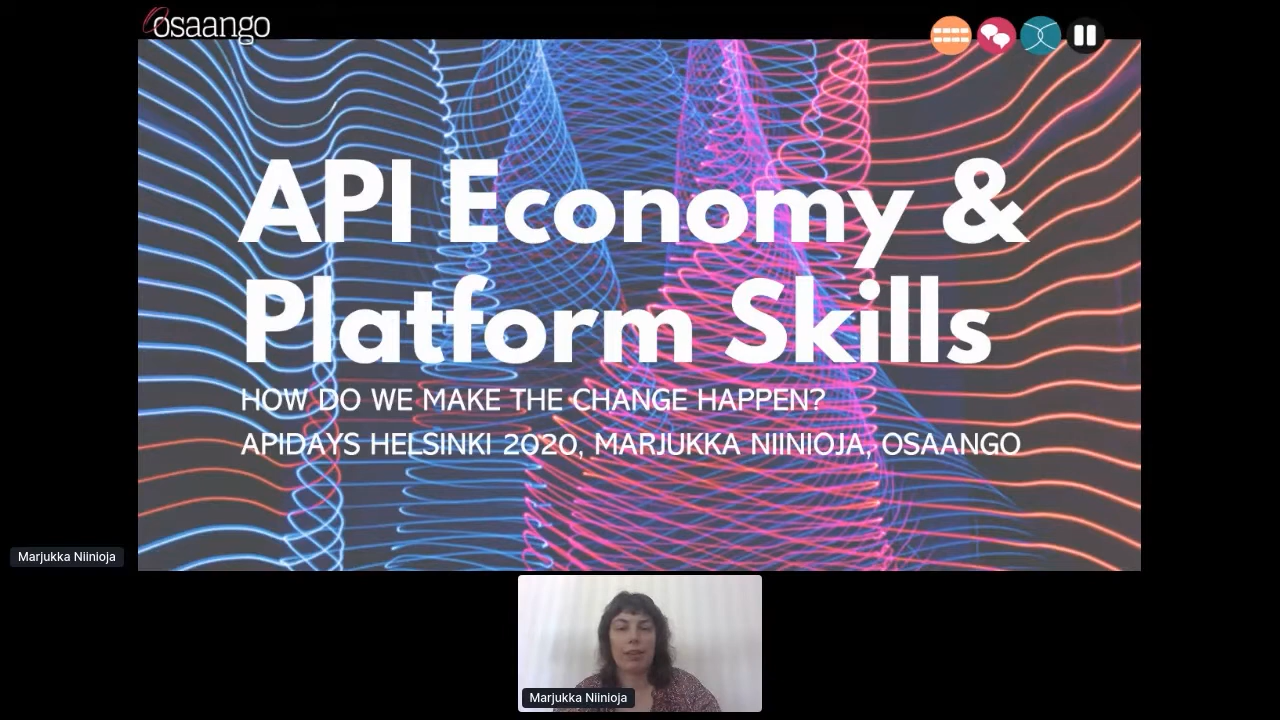 osaango
API Economy &
Platform Skills
HOW DO WE MAKE THE CHANGE HAPPEN?
APIDAYS HELSINKI 2020, MARJUKKA NIINIOJA, OSAANGO
Marjukka Niinioja
Marjukka Niinioja